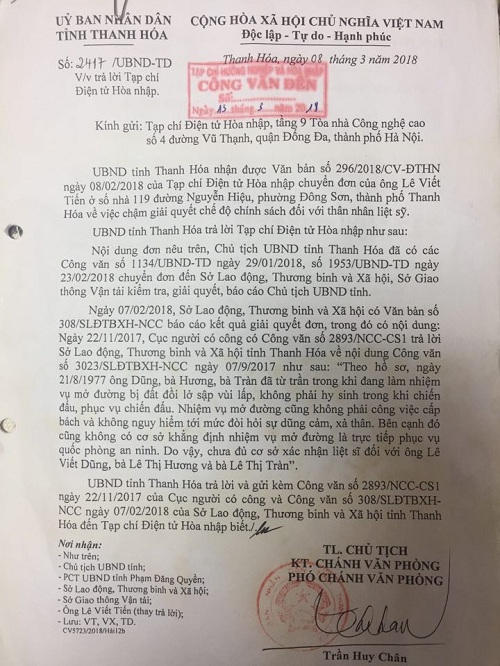 ỦY BAN NHÂN DÂN
TỈNH THANH HÓA
CỘNG HÒA XÃ HỘI CHỦ NGHĨA VIỆT NAM
Độc lập - Tự do - Hạnh phúc
Số: 2417 /UBND-TD
V/v trả lời Tạp chí
Điện tử Hòa nhập.
Thanh Hóa, ngày 08 tháng 3 năm 2018
TẠP CHÍ HƯỚNG NGHIỆP VÀ HÒA NHẬP
CÔNG VĂN ĐẾN
Số:
Ngày 15 tháng 3 năm 2018
Kính gửi: Tạp chí Điện tử Hòa nhập, tầng 9 Tòa nhà Công nghệ cao
số 4 đường Vũ Thạnh, quận Đống Đa, thành phố Hà Nội.
UBND tỉnh Thanh Hóa nhận được Văn bản số 296/2018/CV-ĐTHN
ngày 08/02/2018 của Tạp chí Điện tử Hòa nhập chuyển đơn của ông Lê Viết
Tiến ở số nhà 119 đường Nguyễn Hiệu, phường Đông Sơn, thành phố Thanh
Hóa về việc chậm giải quyết chế độ chính sách đối với thân nhân liệt sỹ.
UBND tỉnh Thanh Hóa trả lời Tạp chí Điện tử Hòa nhập như sau:
Nội dung đơn nêu trên, Chủ tịch UBND tỉnh Thanh Hóa đã có các
Công văn số 1134/UBND-TD ngày 29/01/2018, số 1953/UBND-TD ngày
23/02/2018 chuyển đơn đến Sở Lao động, Thương binh và Xã hội, Sở Giao
thông Vận tải kiểm tra, giải quyết, báo cáo Chủ tịch UBND tỉnh.
Ngày 07/02/2018, Sở Lao động, Thương binh và Xã hội có Văn bản số
308/SLĐTBXH-NCC báo cáo kết quả giải quyết đơn, trong đó có nội dung:
Ngày 22/11/2017, Cục người có công có Công văn số 2893/NCC-CS1 trả lời
Sở Lao động, Thương binh và Xã hội tỉnh Thanh Hóa về nội dung Công văn
số 3023/SLĐTBXH-NCC ngày 07/9/2017 như sau: “Theo hồ sơ, ngày
21/8/1977 ông Dũng, bà Hương, bà Tràn đã từ trần trong khi đang làm nhiệm
vụ mở đường bị đất đồi lở sập vùi lấp, không phải hy sinh trong khi chiến
đấu, phục vụ chiến đấu. Nhiệm vụ mở đường cũng không phải công việc cấp
bách và không nguy hiểm tới mức đòi hỏi sự dũng cảm, xả thân. Bên cạnh đó
cũng không có cơ sở khẳng định nhiệm vụ mở đường là trực tiếp phục vụ
quốc phòng an ninh. Do vậy, chưa đủ cơ sở xác nhận liệt sĩ đối với ông Lê
Viết Dũng, bà Lê Thị Hương và bà Lê Thị Tràn”.
UBND tỉnh Thanh Hóa trả lời và gửi kèm Công văn số 2893/NCC-CS1
ngày 22/11/2017 của Cục người có công và Công văn số 308/SLĐTBXH-
NCC ngày 07/02/2018 của Sở Lao động, Thương binh và Xã hội tỉnh Thanh
Hóa đến Tạp chí Điện tử Hòa nhập biết./.
Nơi nhận:
- Như trên;
- Chủ tịch UBND tỉnh;
- PCT UBND tỉnh Phạm Đăng Quyền;
- Sở Lao động, Thương binh và Xã hội;
- Sở Giao thông Vận tải;
- Ông Lê Viết Tiến (thay trả lời);
- Lưu: VT, VX, TD.
CV5723/2018/Hải12b
TL. CHỦ TỊCH
KT. CHÁNH VĂN PHÒNG
PHÓ CHÁNH VĂN PHÒNG
Trần Huy Chân